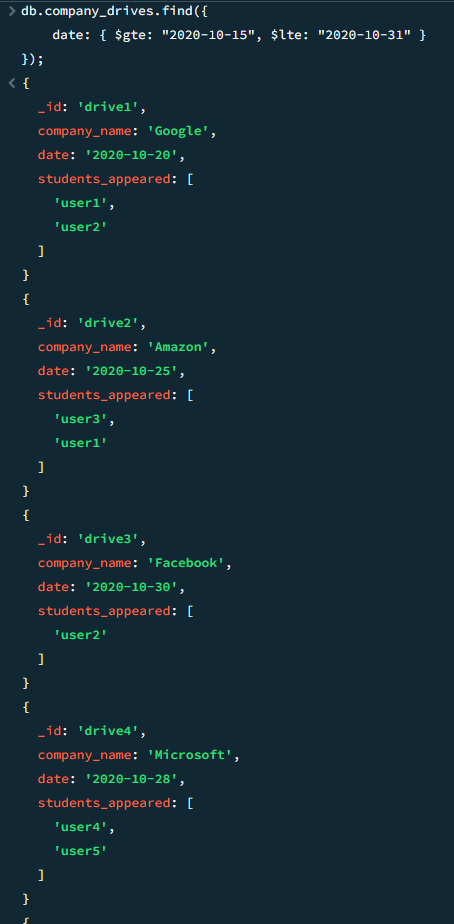 > db.company_drives.find({
date: { $gte: "2020-10-15", $lte: "2020-10-31" }
});
< {
_id: 'drive1',
company_name: 'Google',
date: '2020-10-20',
students_appeared: [
'user1',
'user2'
]
}
{
_id: 'drive2',
company_name: 'Amazon',
date: '2020-10-25',
students_appeared: [
'user3',
'user1'
]
}
{
_id: 'drive3',
company_name: 'Facebook',
date: '2020-10-30',
students_appeared: [
'user2'
]
}
{
_id: 'drive4',
company_name: 'Microsoft',
date: '2020-10-28',
students_appeared: [
'user4',
'user5'
]
}
{